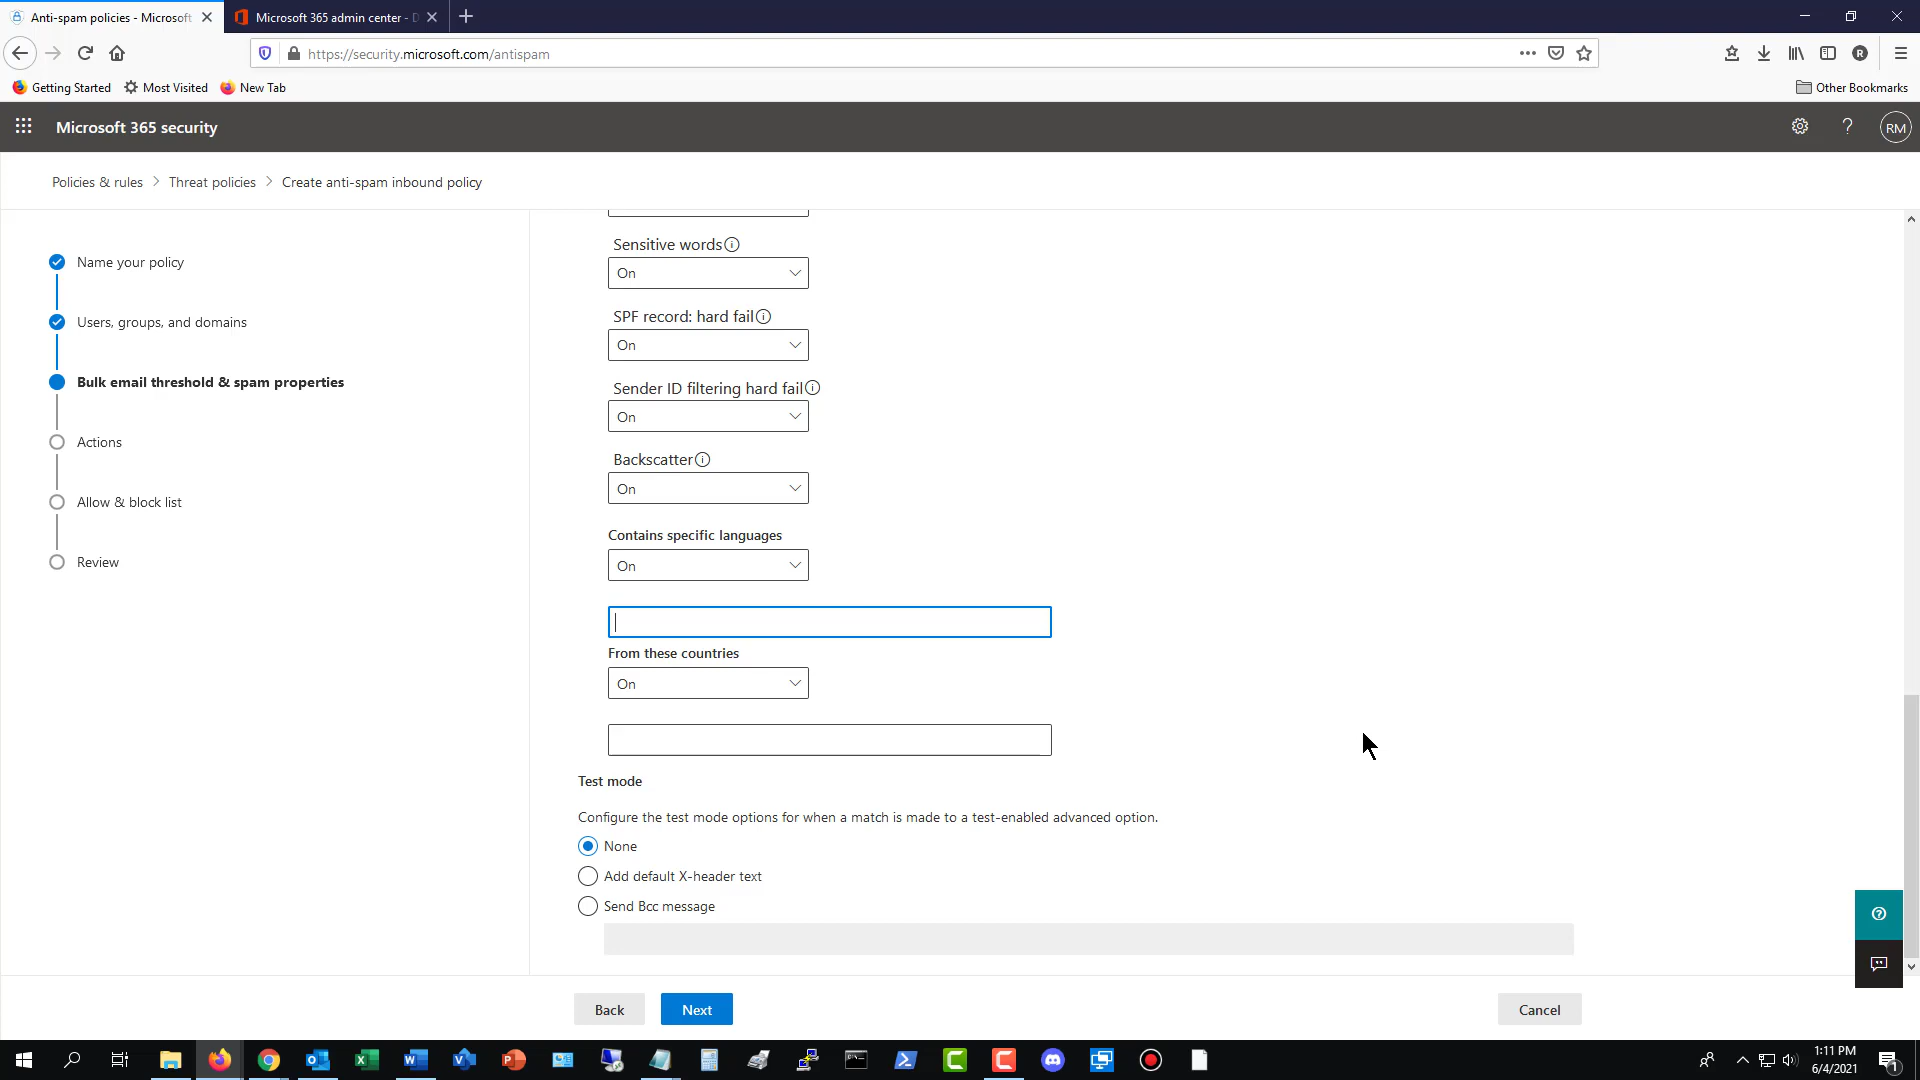 Anti-spam policies - Microsoft
Microsoft 365 admin center - D
https://security.microsoft.com/antispam
Getting Started
Most Visited
New Tab
Other Bookmarks
Microsoft 365 security
RM
Policies & rules > Threat policies > Create anti-spam inbound policy
Name your policy
Users, groups, and domains
Bulk email threshold & spam properties
Actions
Allow & block list
Review
Sensitive words
On
SPF record: hard fail
On
Sender ID filtering hard fail
On
Backscatter
On
Contains specific languages
On
From these countries
On
Test mode
Configure the test mode options for when a match is made to a test-enabled advanced option.
None
Add default X-header text
Send Bcc message
Back
Next
Cancel
1:11 PM
6/4/2021